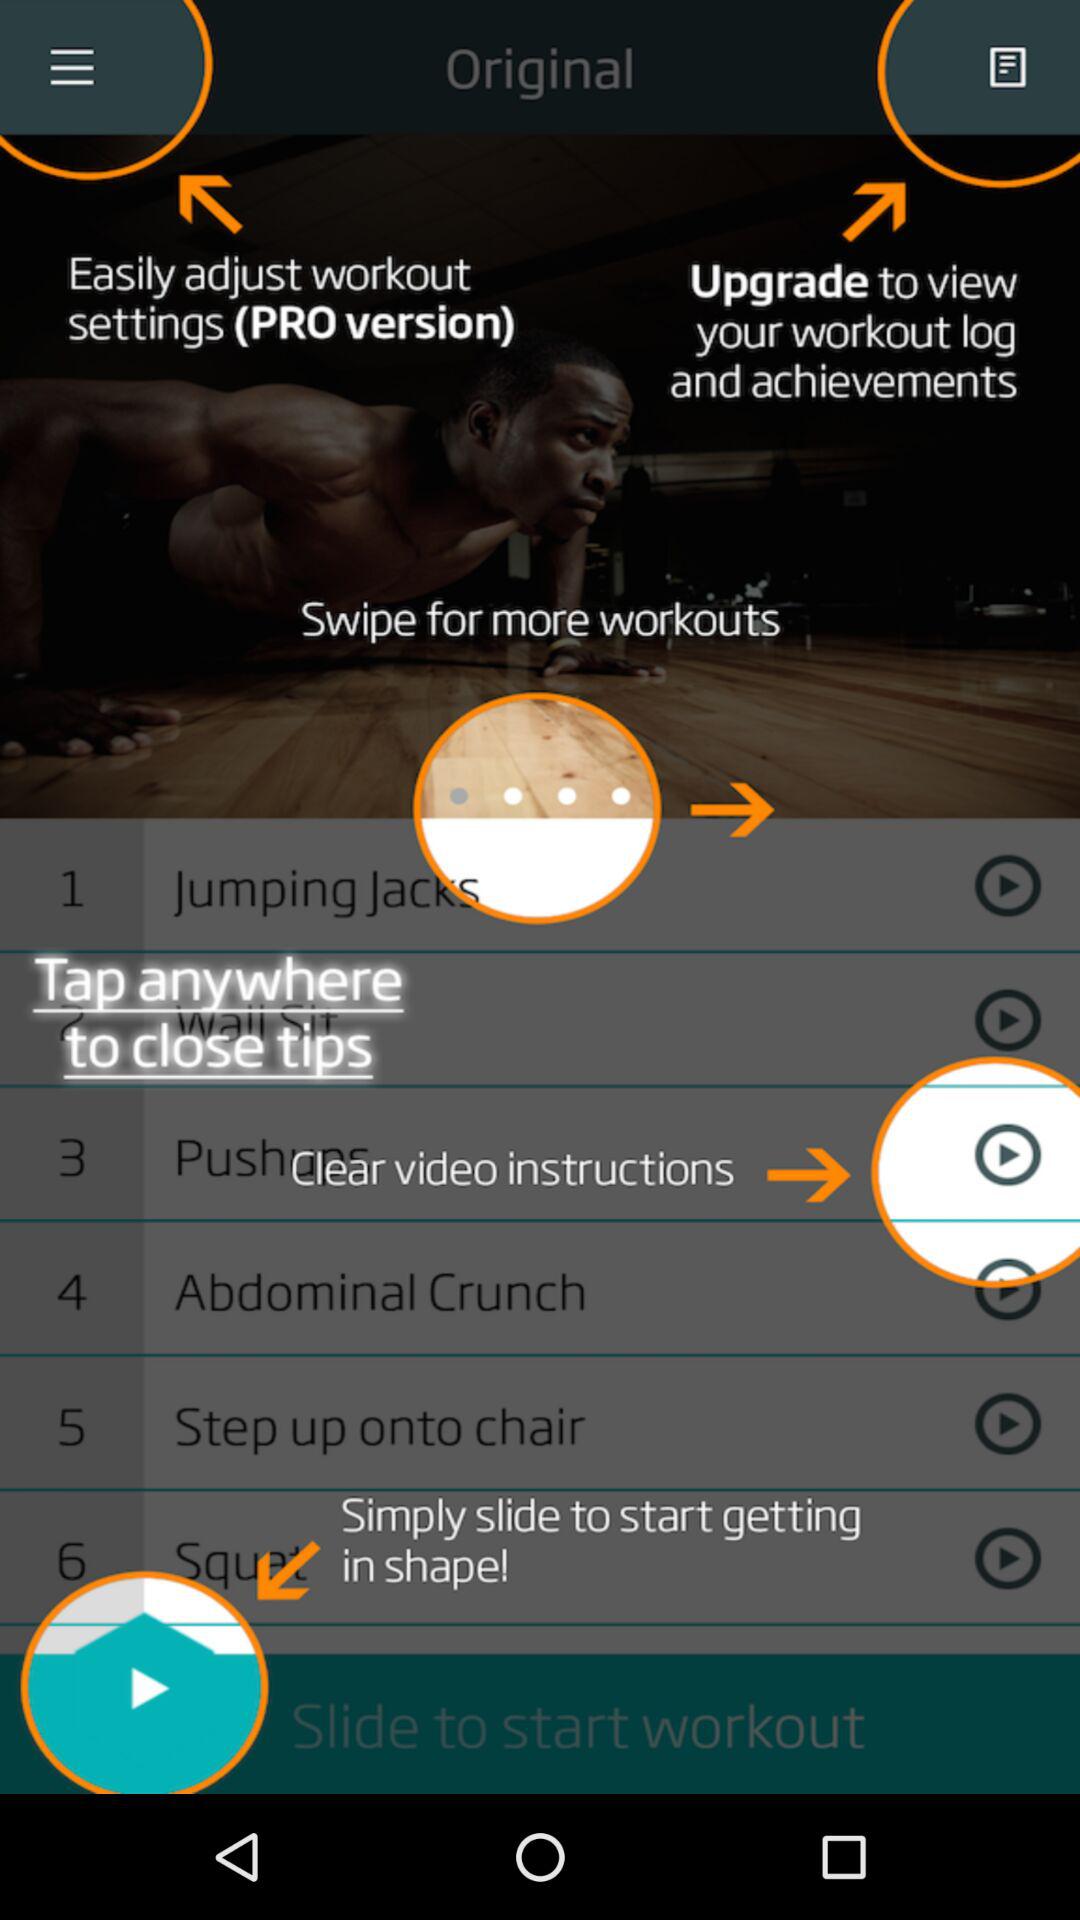 Original
Easily adjust workout
settings (PRO version)
Upgrade to view
your workout log
and achievements
Swipe for more workouts
1 Jumping Jacks
Tap anywhere
2 Wall Sit
to close tips
3 Pushups
Clear video instructions
4 Abdominal Crunch
5 Step up onto chair
Simply slide to start getting
in shape!
6 Squat
Slide to start workout